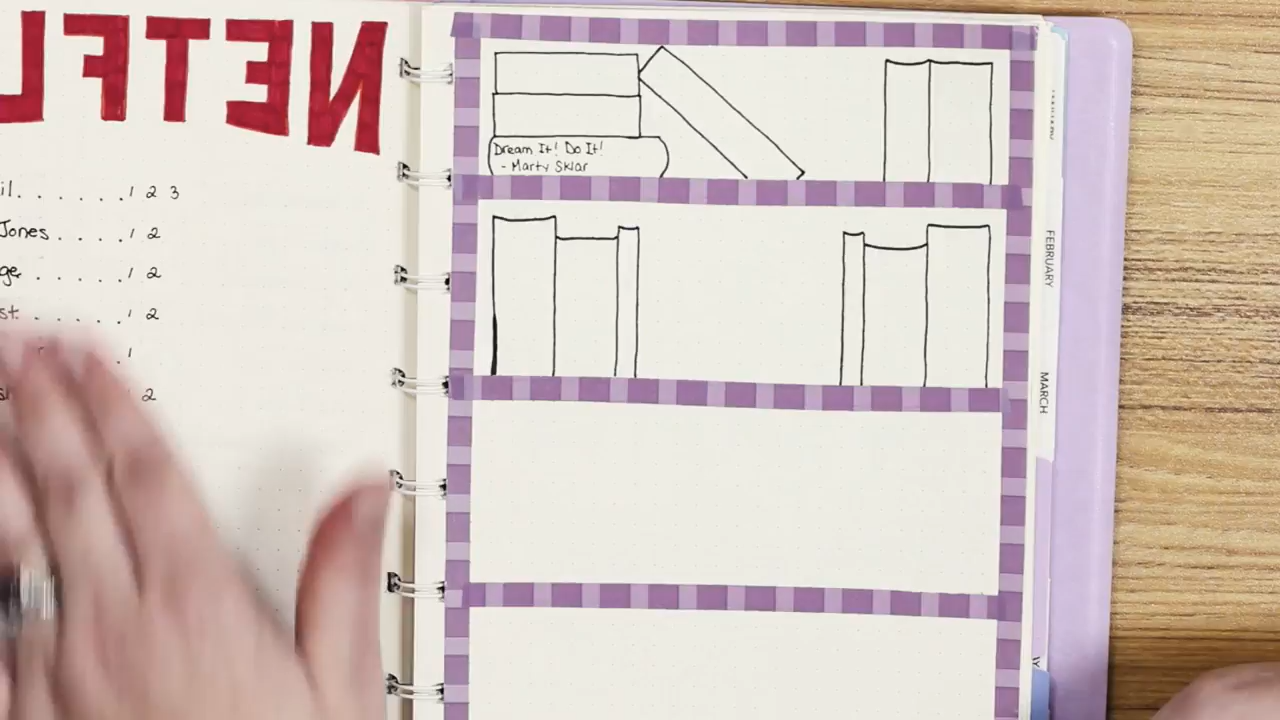 NETFL
il. . . . . . . 1 2 3
Jones . . . . . 1 2
ge . . . . . . 1 2
st . . . . . . 1 2
. 1
2
Dream It! Do It!
- Marty Sklar
FEBRUARY
MARCH